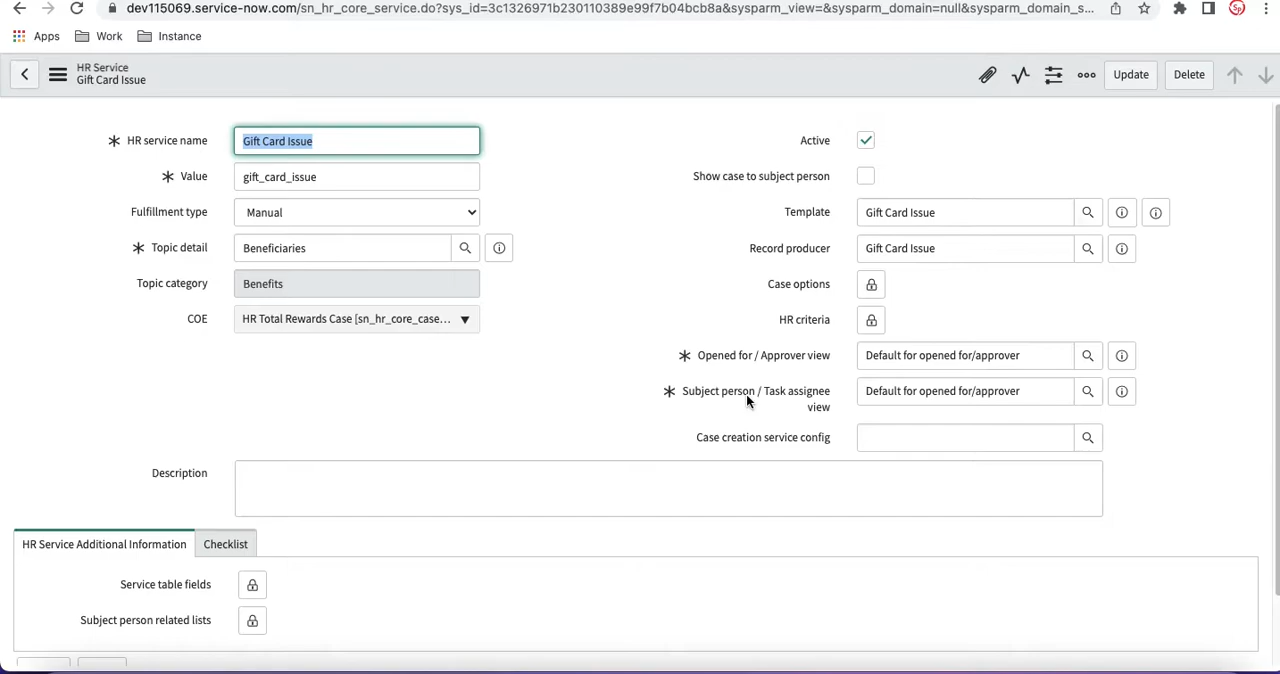 dev115069.service-now.com/sn_hr_core_service.do?sys_id=3c1326971b230110389e99f7b04bcb8a&sysparm_view=&sysparm_domain=null&sysparm_domain_s...
Sp
Apps
Work
Instance
HR Service
Gift Card Issue
Update
Delete
HR service name
Gift Card Issue
Active
Value
gift_card_issue
Show case to subject person
Fulfillment type
Manual
Template
Gift Card Issue
Topic detail
Beneficiaries
Record producer
Gift Card Issue
Topic category
Benefits
Case options
COE
HR Total Rewards Case [sn_hr_core_case...
HR criteria
Opened for / Approver view
Default for opened for/approver
Subject person / Task assignee
view
Default for opened for/approver
Case creation service config
Description
HR Service Additional Information
Checklist
Service table fields
Subject person related lists